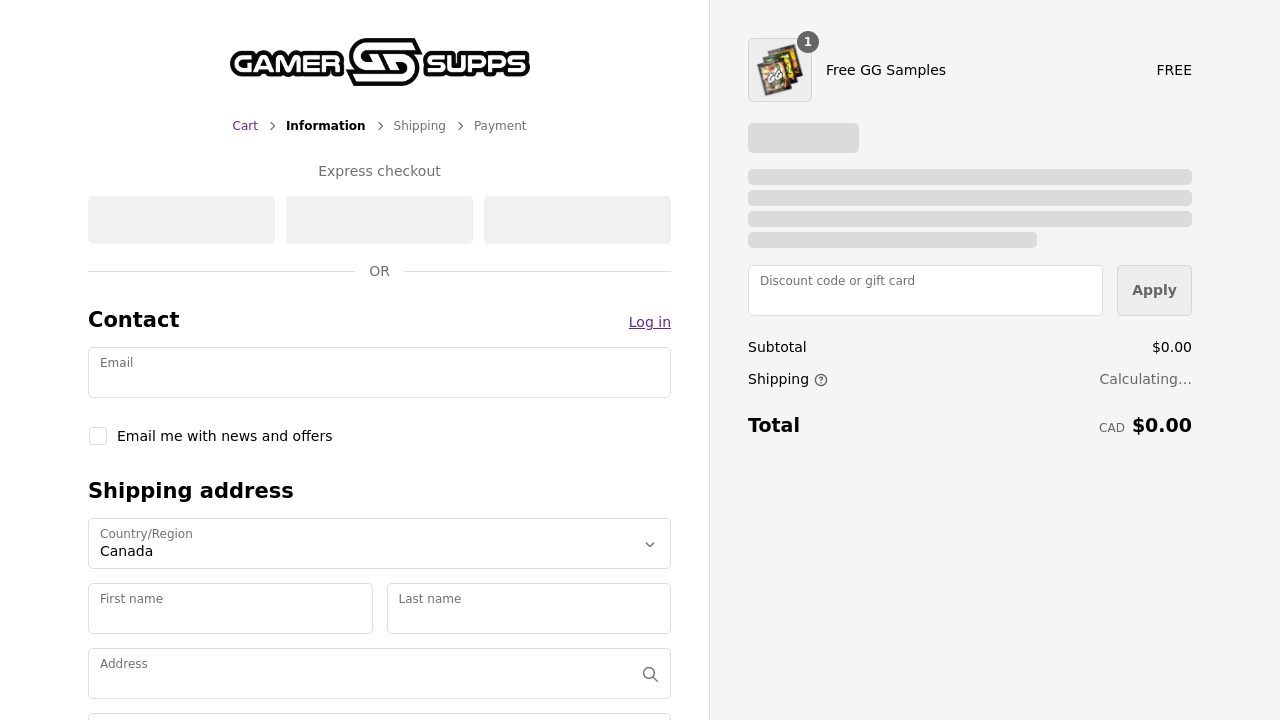 GAMER SUPPS
Cart > Information > Shipping > Payment
Express checkout
OR
Contact
Log in
Email
Email me with news and offers
Shipping address
Country/Region
Canada
First name
Last name
Address
1
Free GG Samples
FREE
Discount code or gift card
Apply
Subtotal
$0.00
Shipping
Calculating...
Total
CAD $0.00